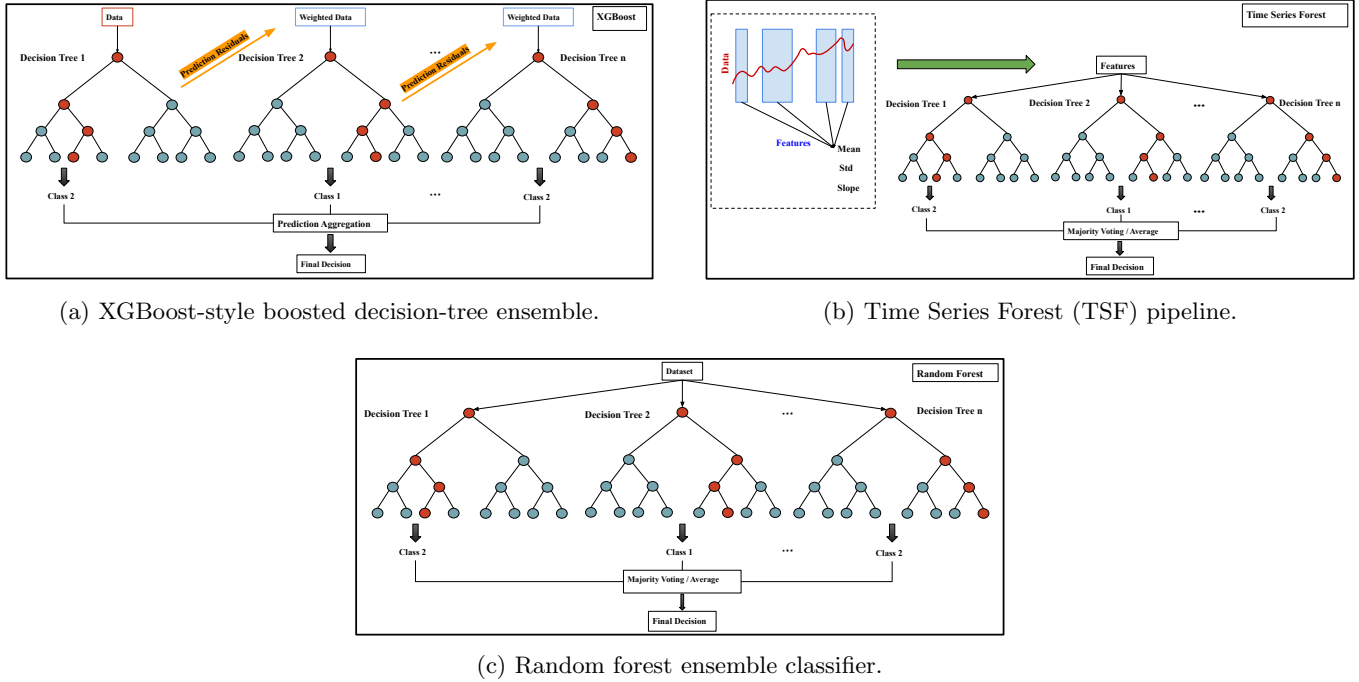 Data
Weighted Data
Weighted Data
XGBoost
Decision Tree 1
Prediction Residuals
Decision Tree 2
...
Prediction Residuals
Decision Tree n
Class 2
Class 1
...
Class 2
Prediction Aggregation
Final Decision
(a) XGBoost-style boosted decision-tree ensemble.
Time Series Forest
Data
Features
Mean
Std
Slope
Features
Decision Tree 1
Decision Tree 2
...
Decision Tree n
Class 2
Class 1
...
Class 2
Majority Voting / Average
Final Decision
(b) Time Series Forest (TSF) pipeline.
Dataset
Random Forest
Decision Tree 1
Decision Tree 2
...
Decision Tree n
Class 2
Class 1
...
Class 2
Majority Voting / Average
Final Decision
(c) Random forest ensemble classifier.